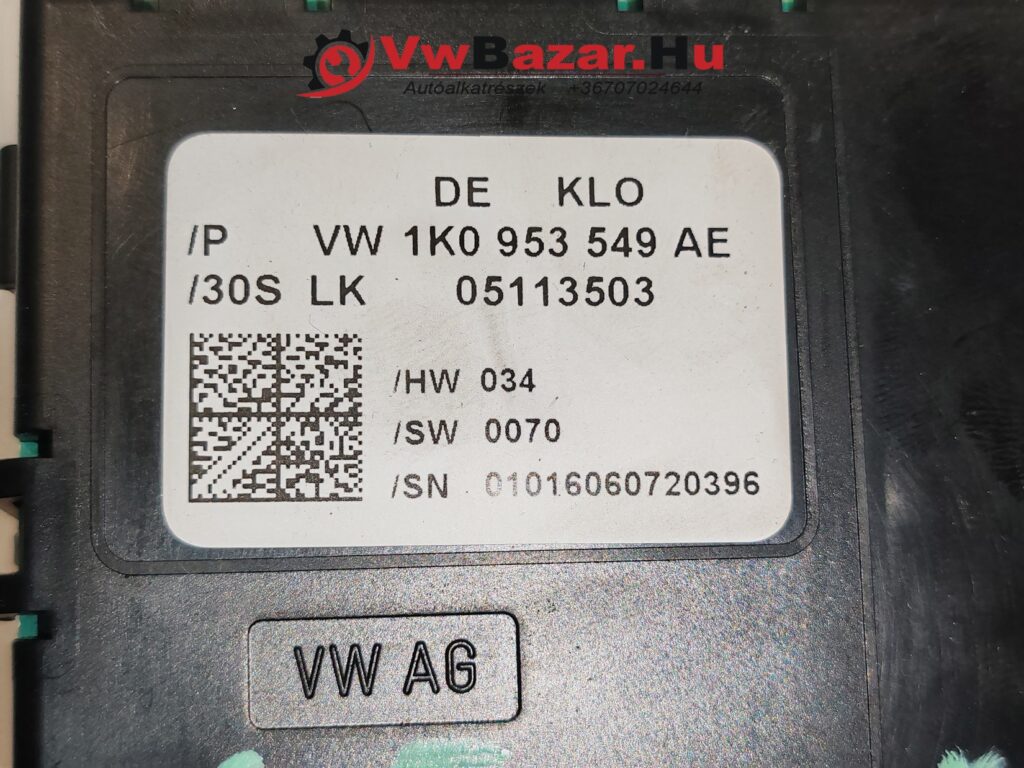 VwBazar.Hu
Autóalkatrészek +36707024644
DE KLO
/P VW 1K0 953 549 AE
/30S LK 05113503
/HW 034
/SW 0070
/SN 01016060720396
VW AG